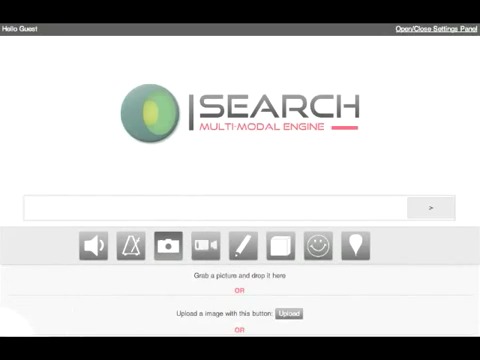 Hello Guest
Open/Close Settings Panel
|SEARCH
MULTI-MODAL ENGINE
>
Grab a picture and drop it here
OR
Upload a image with this button: Upload
OR